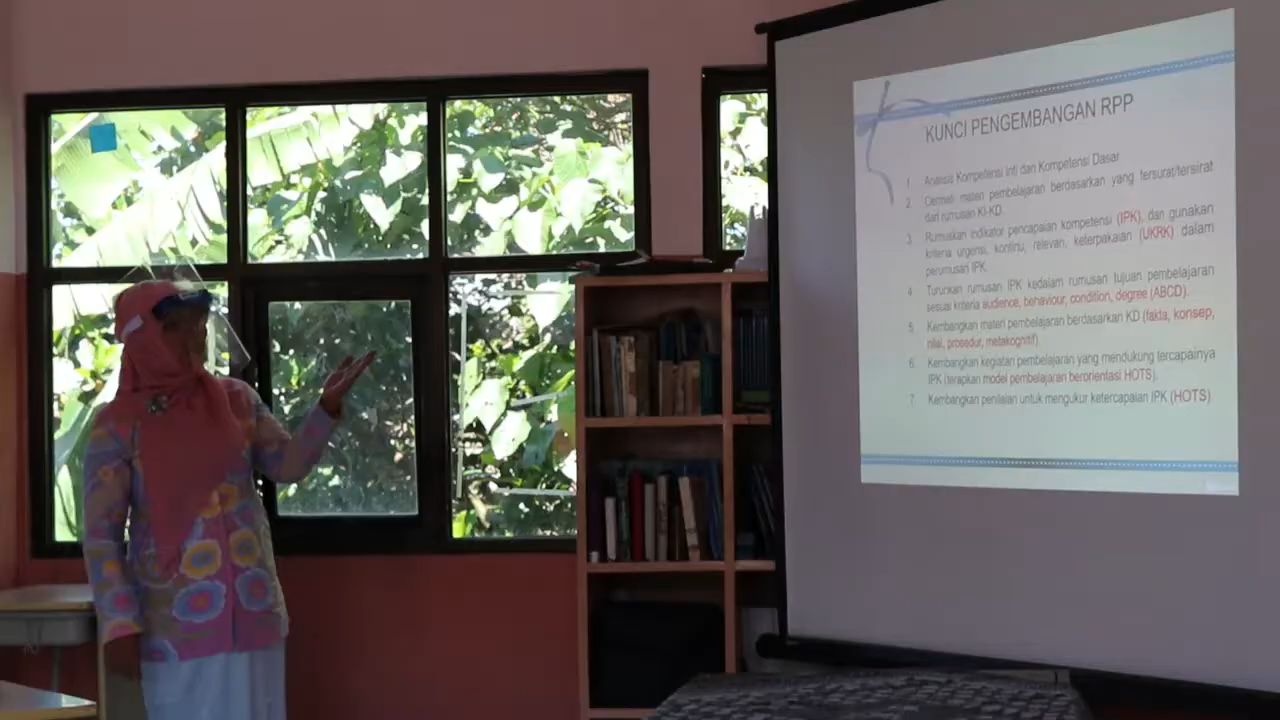 KUNCI PENGEMBANGAN RPP
1. Analisis Kompetensi Inti dan Kompetensi Dasar
2. Cermati materi pembelajaran berdasarkan yang tersurat/tersirat
dari rumusan KI-KD.
3. Rumuskan indikator pencapaian kompetensi (IPK), dan gunakan
kriteria urgensi, kontinu, relevan, keterpakaian (UKRK) dalam
perumusan IPK.
4. Turunkan rumusan IPK kedalam rumusan tujuan pembelajaran
sesuai kriteria audience, behaviour, condition, degree (ABCD).
5. Kembangkan materi pembelajaran berdasarkan KD (fakta, konsep,
nilai, prosedur, metakognitif).
6. Kembangkan kegiatan pembelajaran yang mendukung tercapainya
IPK (terapkan model pembelajaran berorientasi HOTS).
7. Kembangkan penilaian untuk mengukur ketercapaian IPK (HOTS)